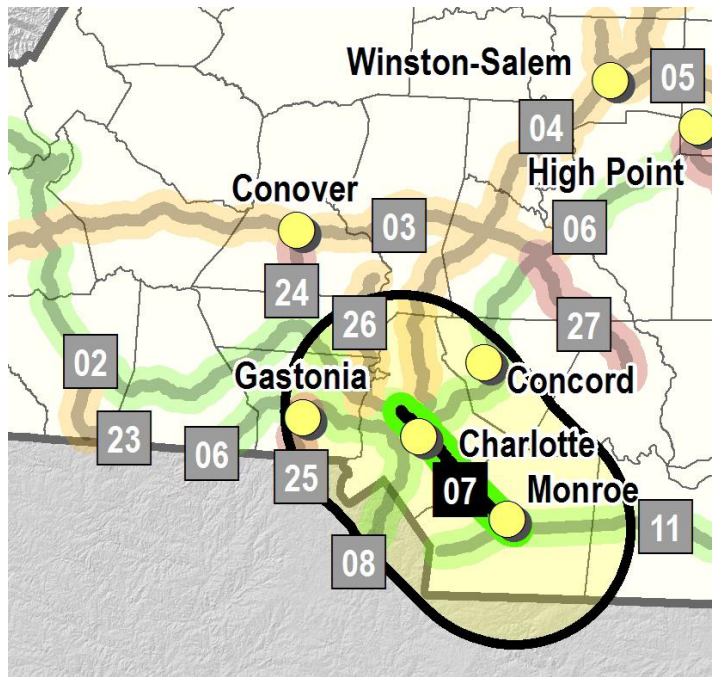 Winston-Salem
05
04
High Point
Conover
03
06
24
26
27
02
Gastonia
Concord
23
06
25
Charlotte
07
Monroe
11
08